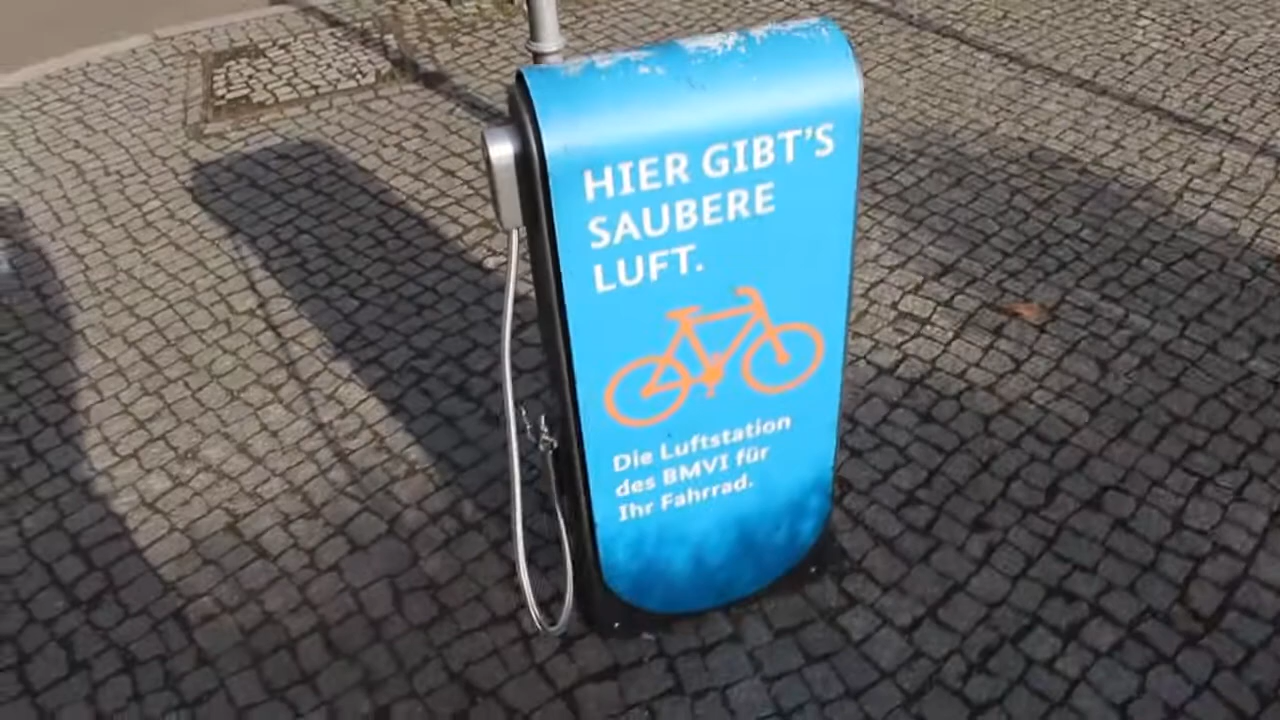 HIER GIBT'S
SAUBERE
LUFT.
Die Luftstation
des BMVI für
Ihr Fahrrad.